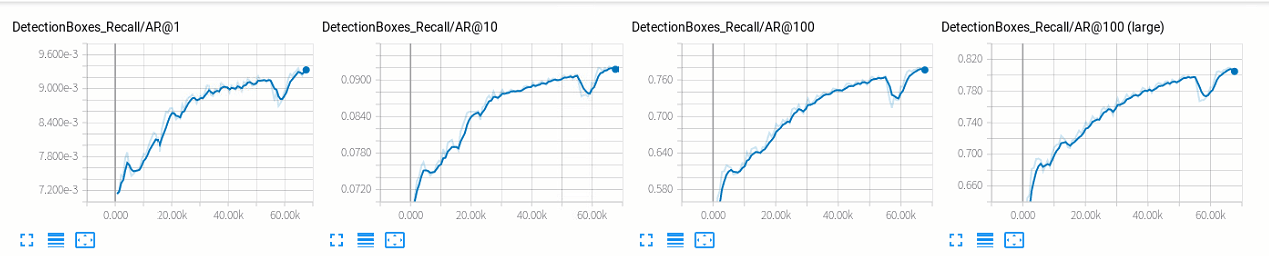 DetectionBoxes_Recall/AR@1
9.600e-3
9.000e-3
8.400e-3
7.800e-3
7.200e-3
0.000 20.00k 40.00k 60.00k
DetectionBoxes_Recall/AR@10
0.0900
0.0840
0.0780
0.0720
0.000 20.00k 40.00k 60.00k
DetectionBoxes_Recall/AR@100
0.760
0.700
0.640
0.580
0.000 20.00k 40.00k 60.00k
DetectionBoxes_Recall/AR@100 (large)
0.820
0.780
0.740
0.700
0.660
0.000 20.00k 40.00k 60.00k